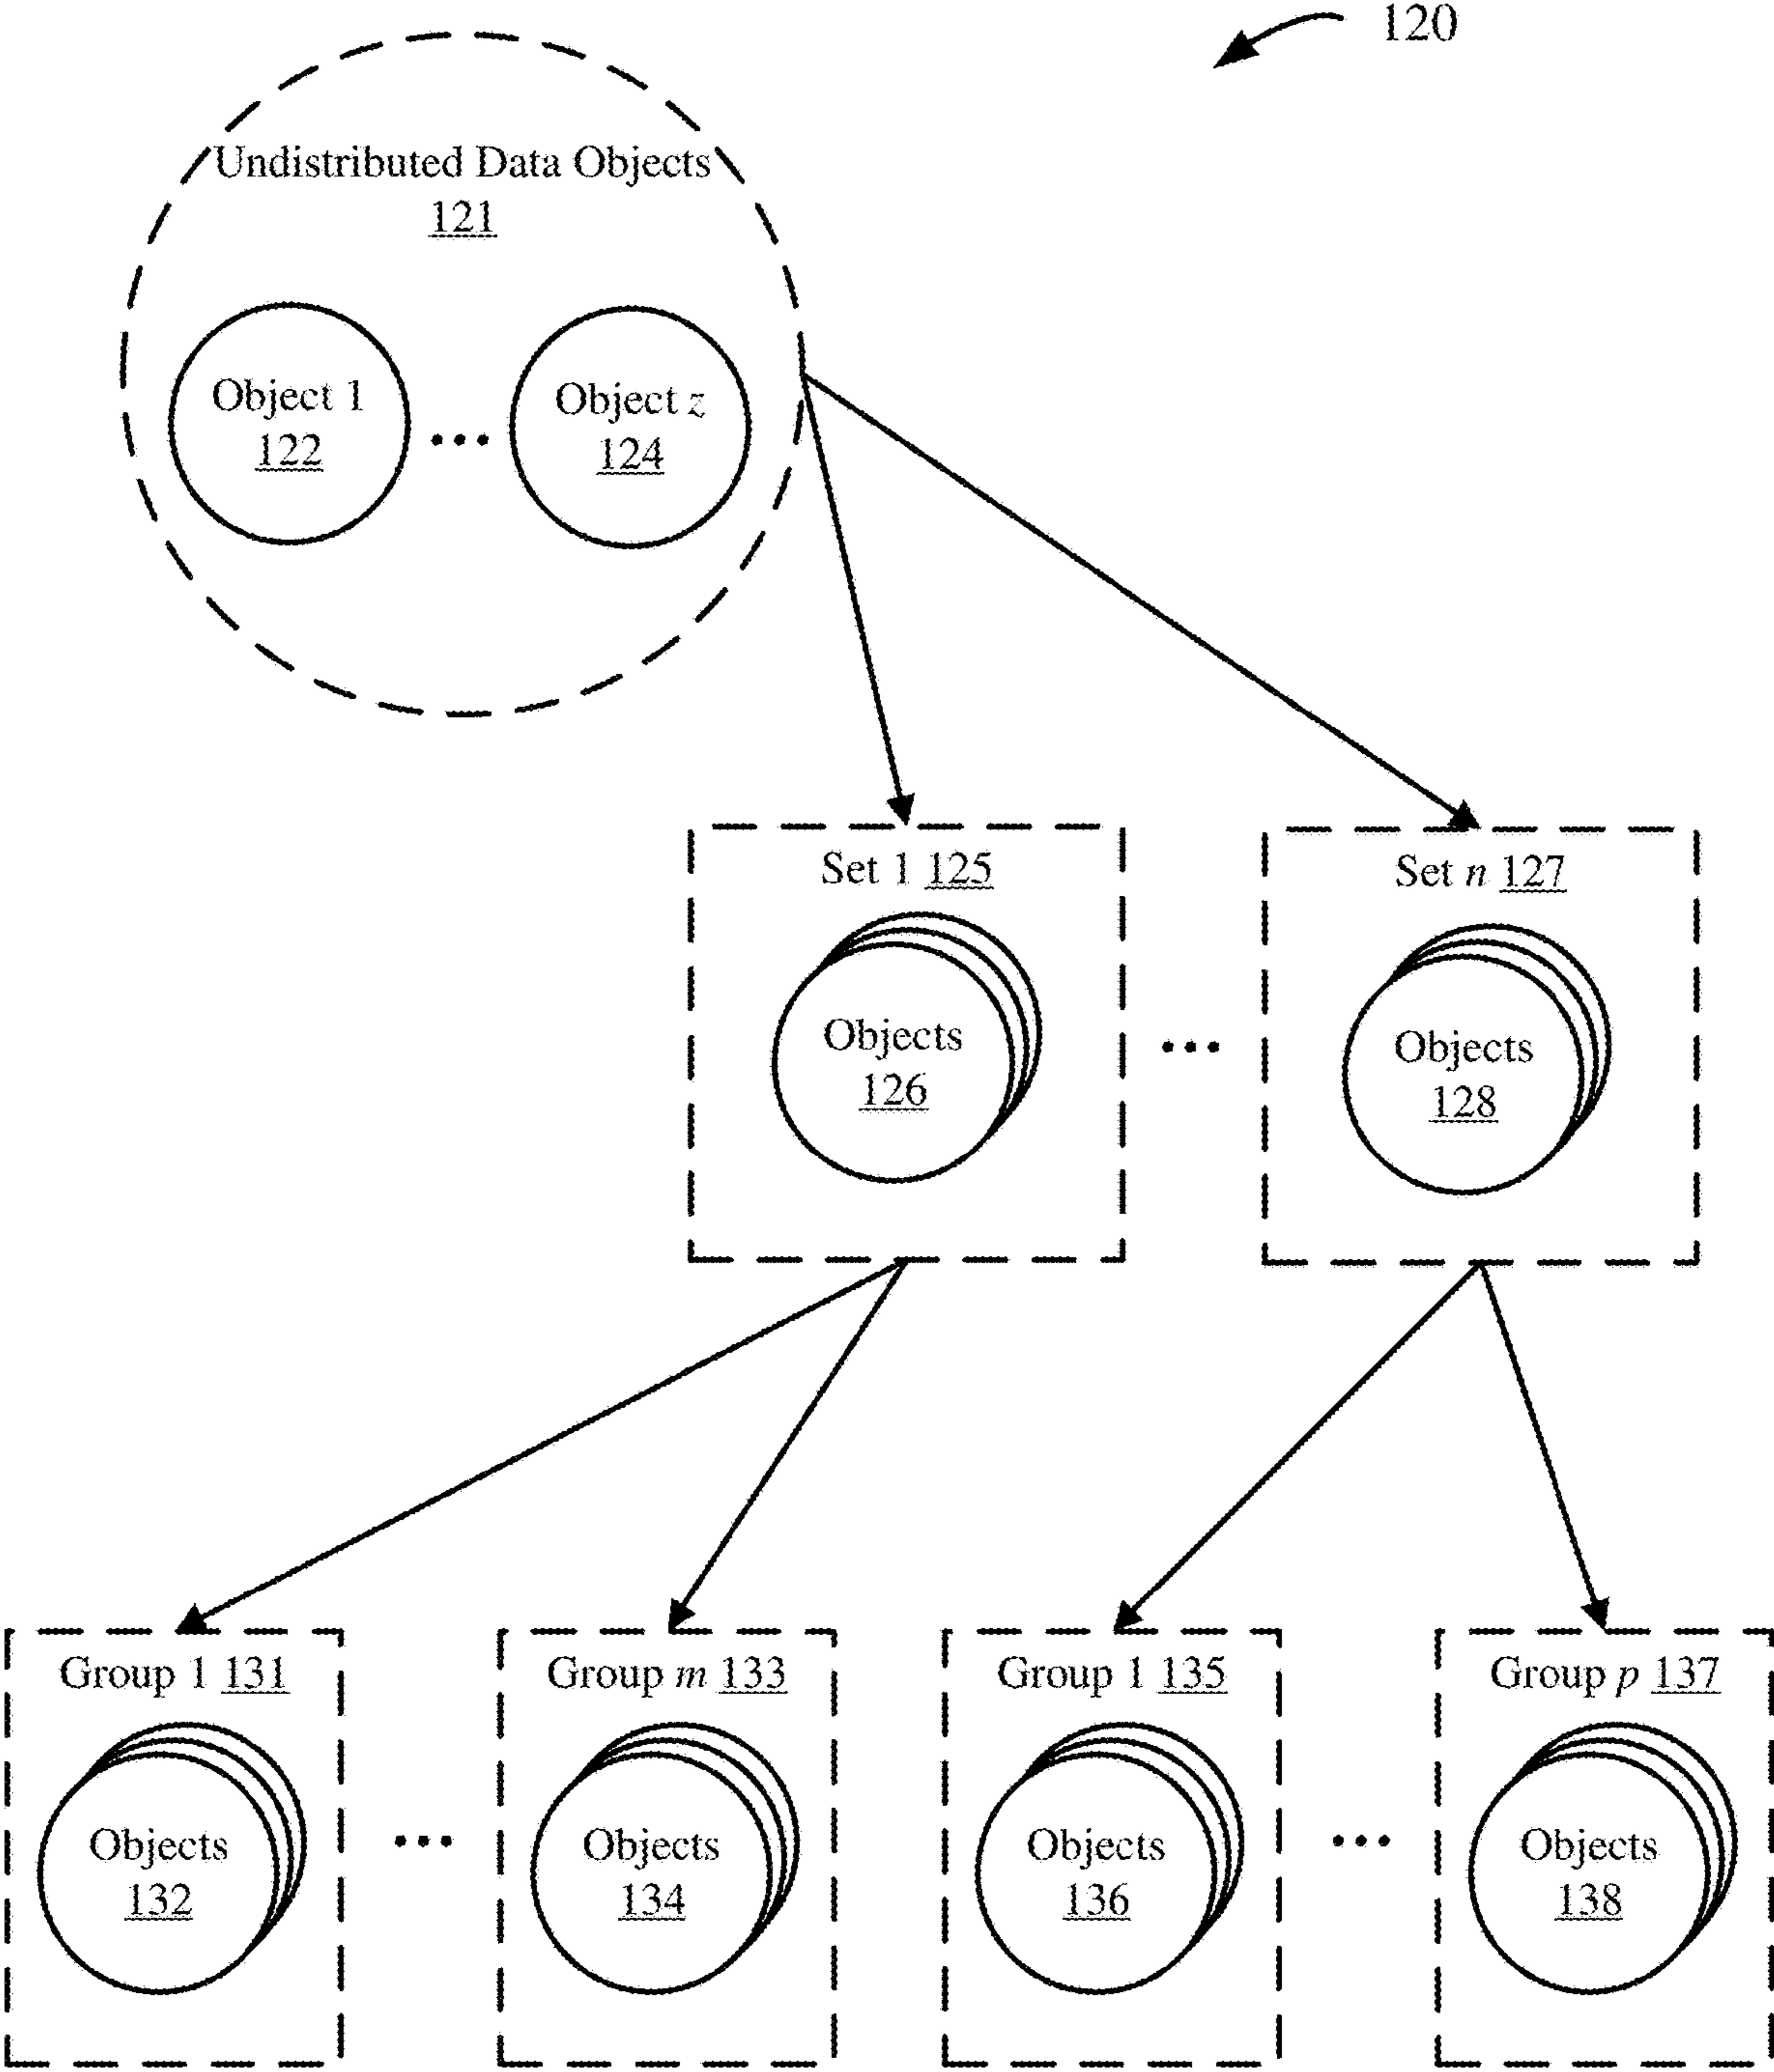 120
Undistributed Data Objects
121
Object 1
122
...
Object z
124
Set 1 125
Objects
126
...
Set n 127
Objects
128
Group 1 131
Objects
132
...
Group m 133
Objects
134
Group 1 135
Objects
136
...
Group p 137
Objects
138